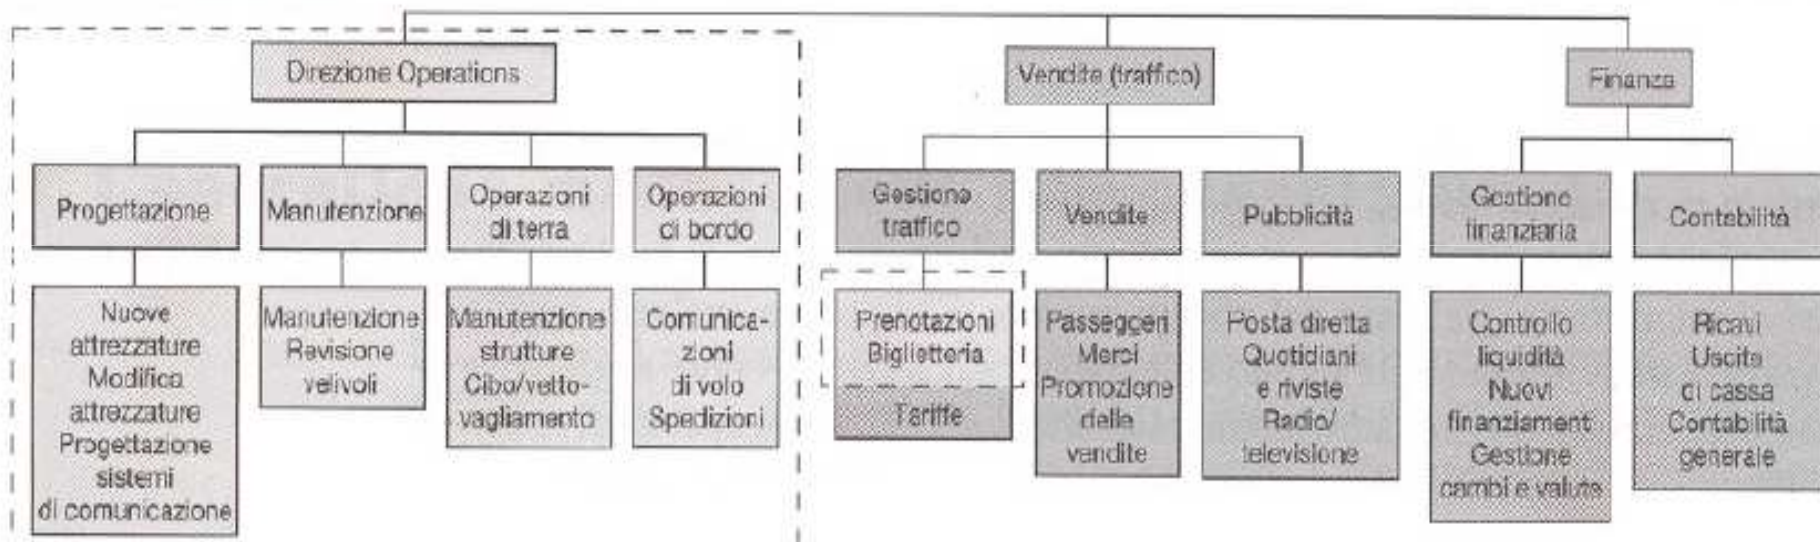 Direzione Operations
Vendite (traffico)
Finanza
Progettazione
Manutenzione
Operazioni
di terra
Operazioni
di bordo
Gestione
traffico
Vendite
Pubblicità
Gestione
finanziaria
Contabilità
Nuove
attrezzature
Modifica
attrezzature
Progettazione
sistemi
di comunicazione
Manutenzione
Revisione
velivoli
Manutenzione
strutture
Cibo/vetto-
vagliamento
Comunica-
zioni
di volo
Spedizioni
Prenotazioni
Biglietteria
Tariffe
Passeggeri
Merci
Promozione
delle
vendite
Posta diretta
Quotidiani
e riviste
Radio/
televisione
Controllo
liquidità
Nuovi
finanziamenti
Gestione
cambi e valute
Ricavi
Uscite
di cassa
Contabilità
generale